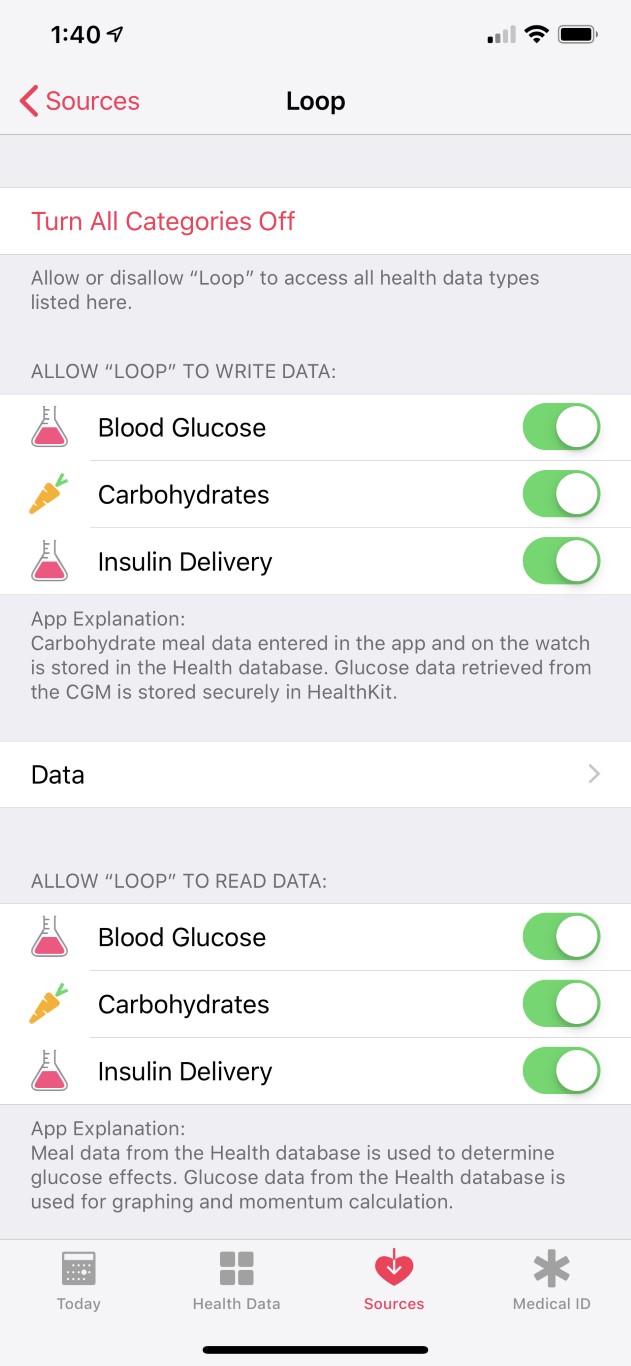 1:40
Sources
Loop
Turn All Categories Off
Allow or disallow “Loop” to access all health data types
listed here.
ALLOW “LOOP” TO WRITE DATA:
Blood Glucose
Carbohydrates
Insulin Delivery
App Explanation:
Carbohydrate meal data entered in the app and on the watch
is stored in the Health database. Glucose data retrieved from
the CGM is stored securely in HealthKit.
Data
ALLOW “LOOP” TO READ DATA:
Blood Glucose
Carbohydrates
Insulin Delivery
App Explanation:
Meal data from the Health database is used to determine
glucose effects. Glucose data from the Health database is
used for graphing and momentum calculation.
Today
Health Data
Sources
Medical ID